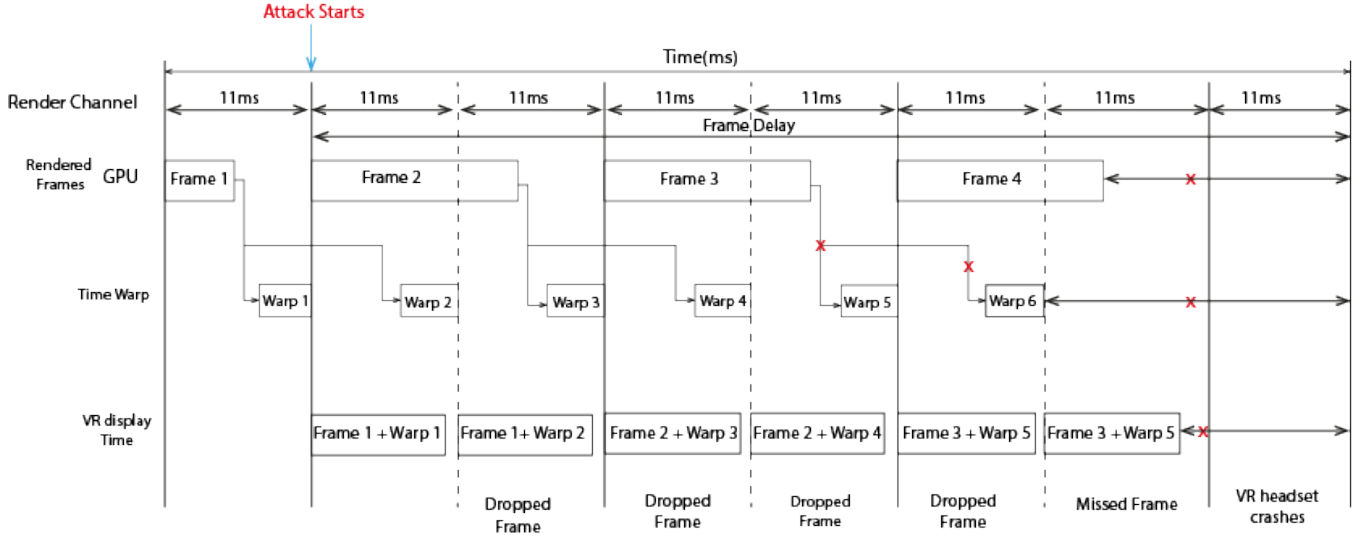 Attack Starts
Time(ms)
Render Channel
11ms 11ms 11ms 11ms 11ms 11ms 11ms 11ms
Frame Delay
Rendered
Frames GPU
Frame 1 Frame 2 Frame 3 Frame 4
X
X
X
Time Warp
Warp 1 Warp 2 Warp 3 Warp 4 Warp 5 Warp 6
X
VR display
Time
Frame 1 + Warp 1 Frame 1+ Warp 2 Frame 2 + Warp 3 Frame 2 + Warp 4 Frame 3 + Warp 5 Frame 3 + Warp 5
X
Dropped
Frame
Dropped
Frame
Dropped
Frame
Dropped
Frame
Missed Frame
VR headset
crashes